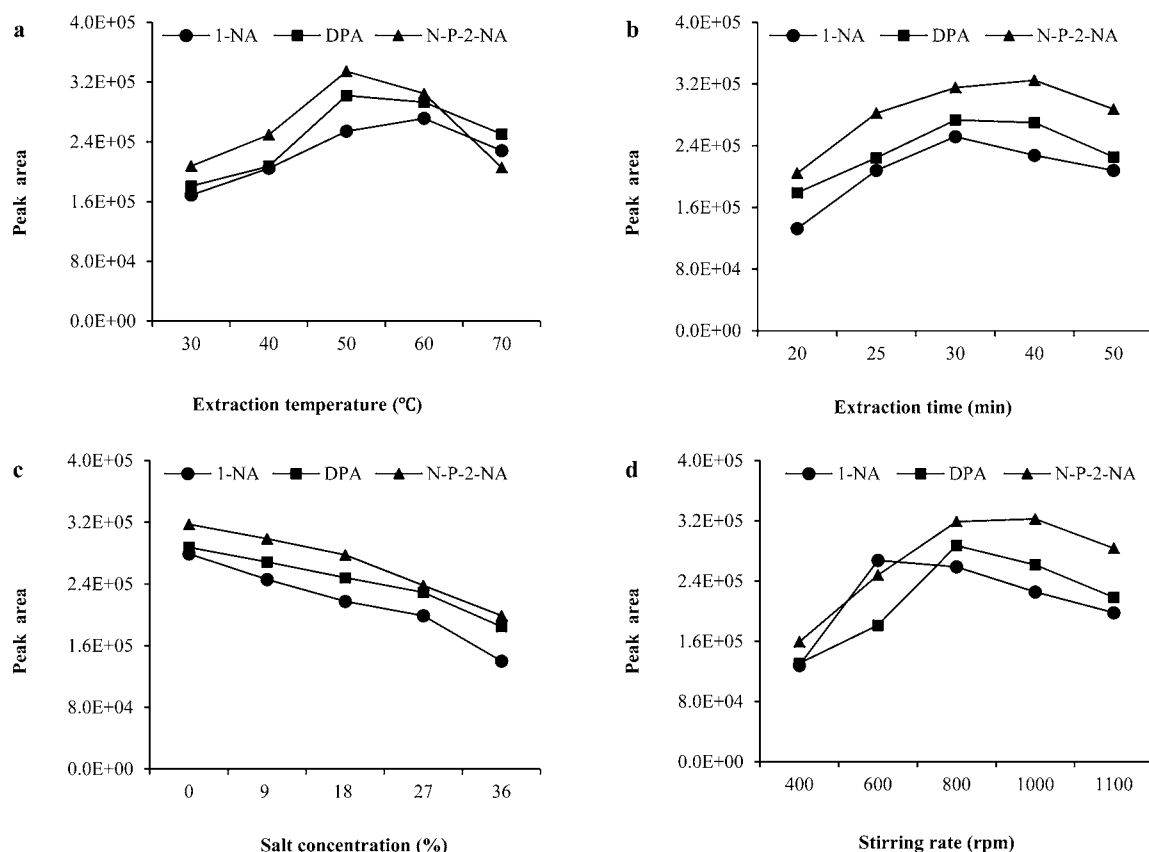 a
1-NA DPA N-P-2-NA
4.0E+05
3.2E+05
2.4E+05
1.6E+05
8.0E+04
0.0E+00
Peak area
30 40 50 60 70
Extraction temperature (℃)
b
1-NA DPA N-P-2-NA
4.0E+05
3.2E+05
2.4E+05
1.6E+05
8.0E+04
0.0E+00
Peak area
20 25 30 40 50
Extraction time (min)
c
1-NA DPA N-P-2-NA
4.0E+05
3.2E+05
2.4E+05
1.6E+05
8.0E+04
0.0E+00
Peak area
0 9 18 27 36
Salt concentration (%)
d
1-NA DPA N-P-2-NA
4.0E+05
3.2E+05
2.4E+05
1.6E+05
8.0E+04
0.0E+00
Peak area
400 600 800 1000 1100
Stirring rate (rpm)